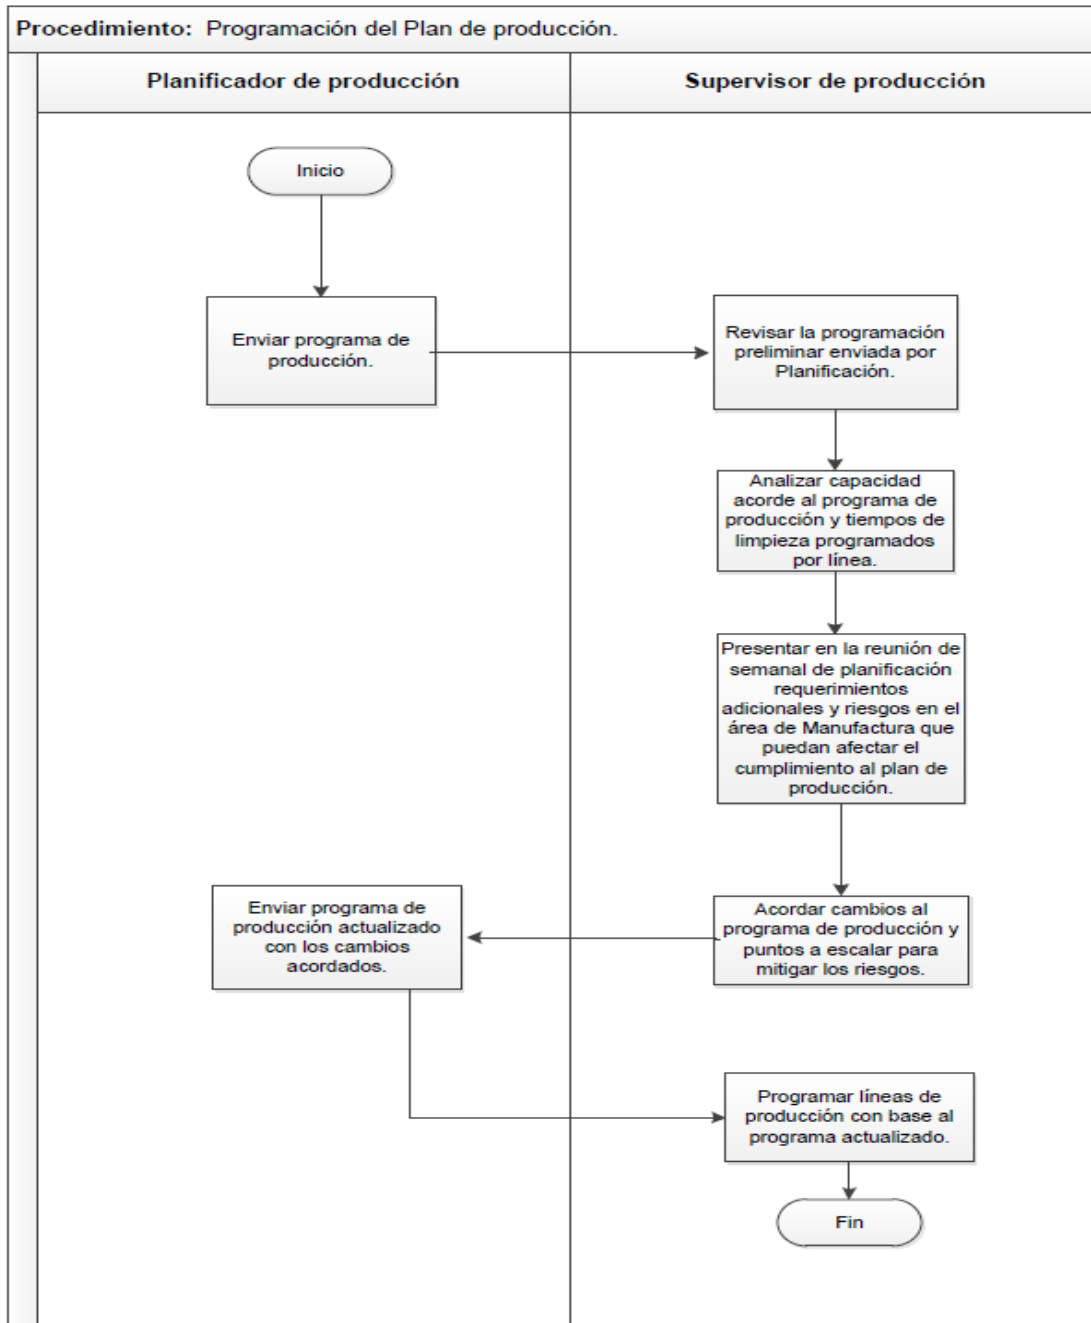 Procedimiento: Programación del Plan de producción.
Planificador de producción
Supervisor de producción
Inicio
Enviar programa de
producción.
Revisar la programación
preliminar enviada por
Planificación.
Analizar capacidad
acorde al programa de
producción y tiempos de
limpieza programados
por línea.
Presentar en la reunión de
semanal de planificación
requerimientos
adicionales y riesgos en el
área de Manufactura que
puedan afectar el
cumplimiento al plan de
producción.
Acordar cambios al
programa de producción y
puntos a escalar para
mitigar los riesgos.
Enviar programa de
producción actualizado
con los cambios
acordados.
Programar líneas de
producción con base al
programa actualizado.
Fin